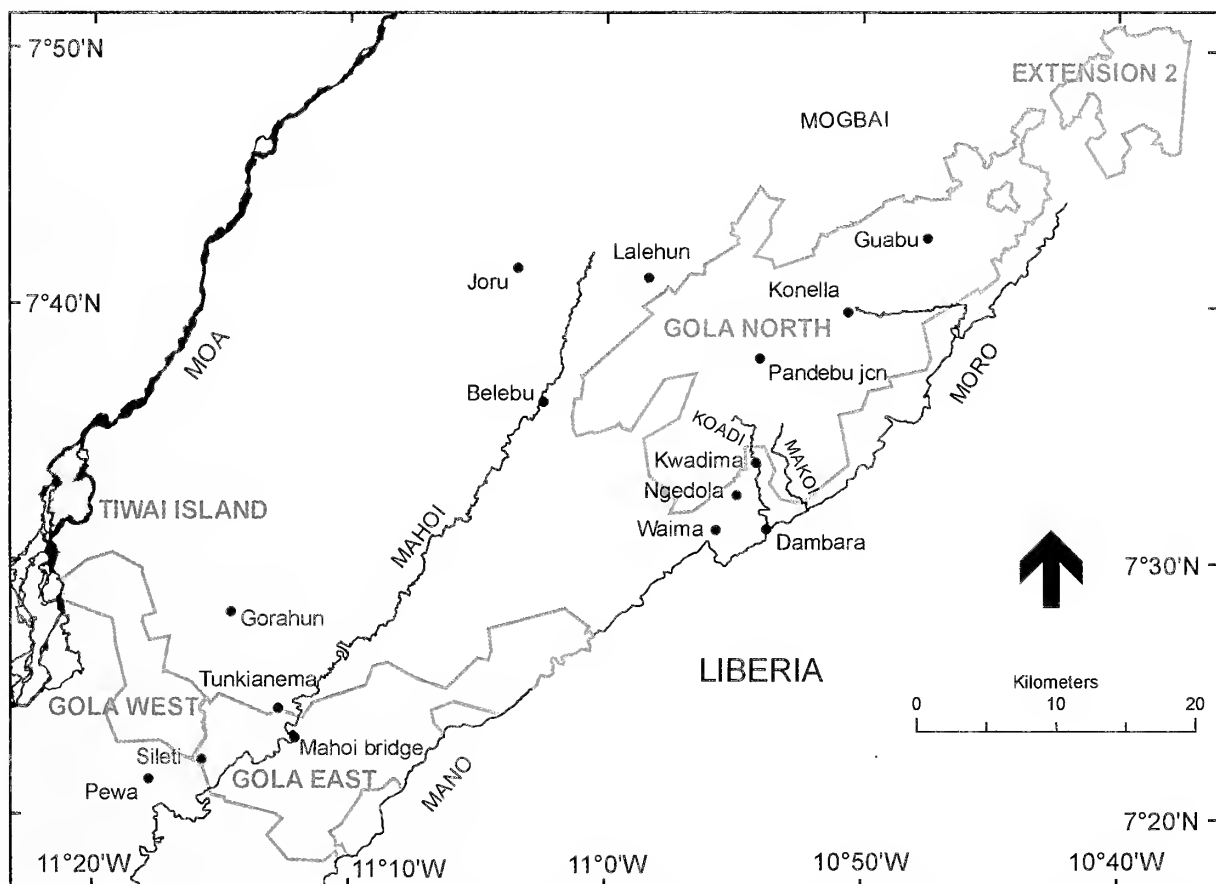 7°50'N
EXTENSION 2
MOGBAI
Guabu
Lalehun
Joru
Konella
7°40'N
GOLA NORTH
MOA
Pandebu jcn
MORO
Belebu
KOADI
MAKOI
Kwadima
Ngedola
TIWAI ISLAND
MAHOI
Waima
Dambara
7°30'N
Gorahun
LIBERIA
Tunkianema
Kilometers
GOLA WEST
0 10 20
Mahoi bridge
Sileti
GOLA EAST
MANO
Pewa
7°20'N
11°20'W 11°10'W 11°0'W 10°50'W 10°40'W